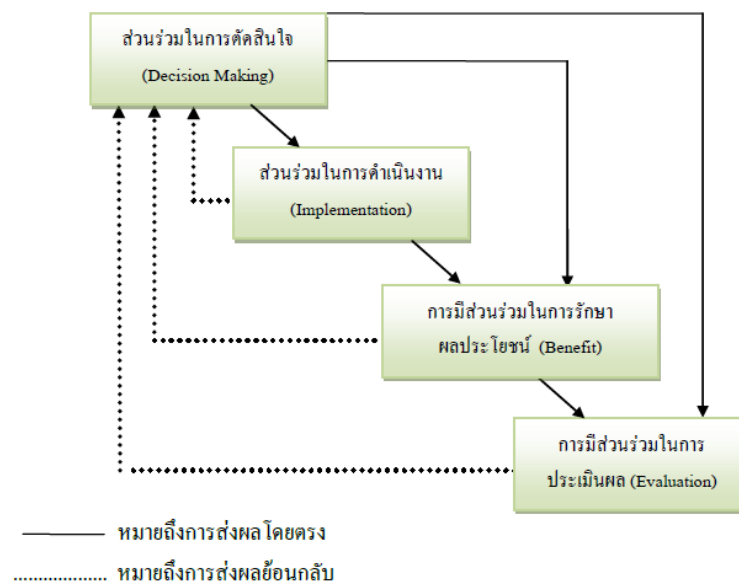 ส่วนร่วมในการตัดสินใจ
(Decision Making)
ส่วนร่วมในการดำเนินงาน
(Implementation)
การมีส่วนร่วมในการรักษา
ผลประโยชน์ (Benefit)
การมีส่วนร่วมในการ
ประเมินผล (Evaluation)
หมายถึงการส่งผลโดยตรง
หมายถึงการส่งผลย้อนกลับ